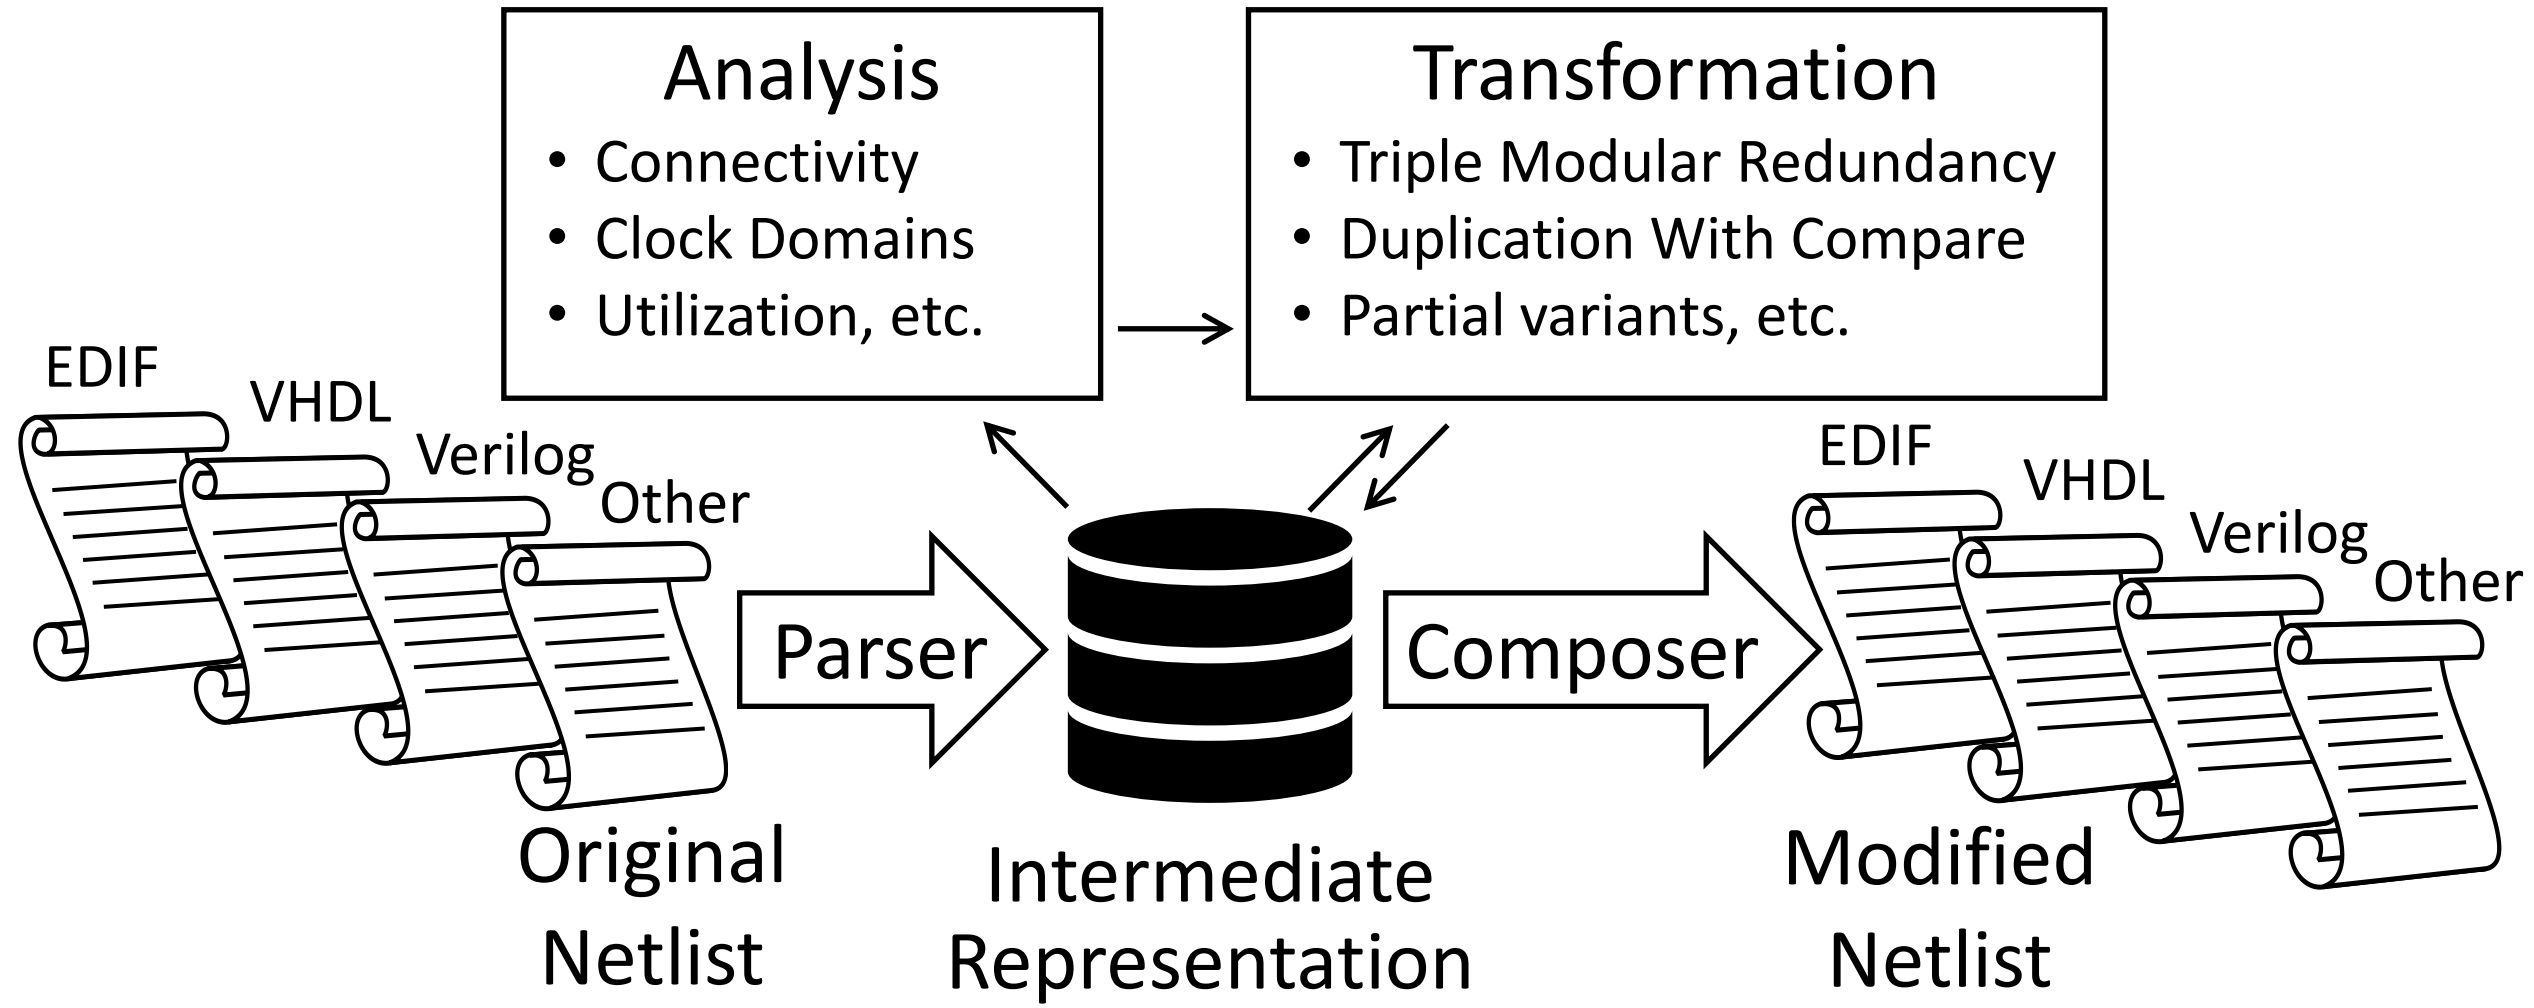 Analysis
• Connectivity
• Clock Domains
• Utilization, etc.
Transformation
• Triple Modular Redundancy
• Duplication With Compare
• Partial variants, etc.
EDIF
VHDL
Verilog
Other
Original
Netlist
Parser
Intermediate
Representation
Composer
EDIF
VHDL
Verilog
Other
Modified
Netlist